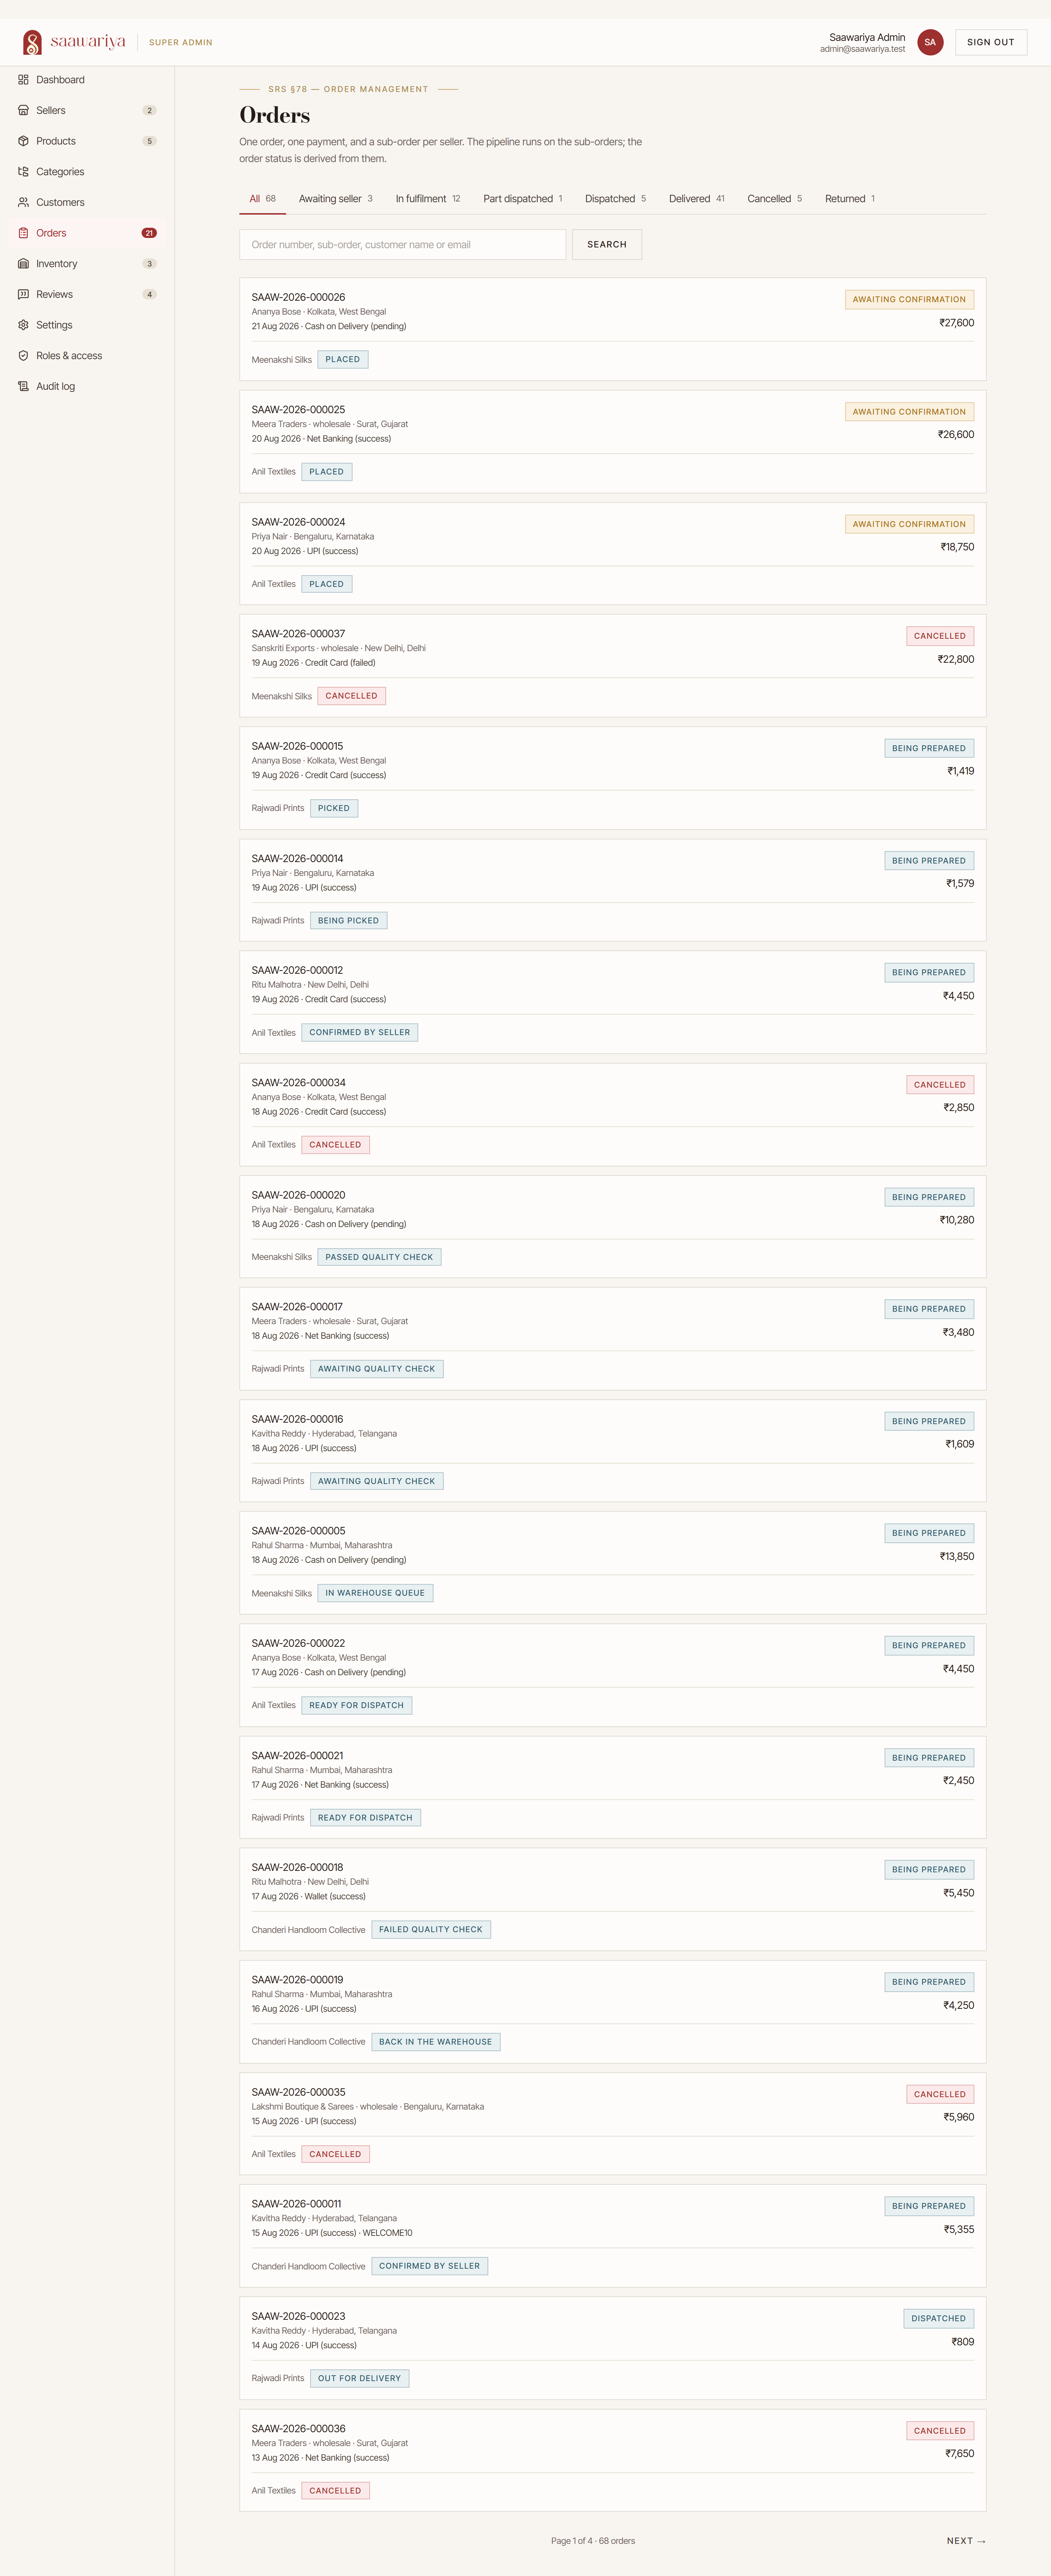 saawariya
SUPER ADMIN
Saawariya Admin
admin@saawariya.test
SA
SIGN OUT
Dashboard
Sellers 2
Products 5
Categories
Customers
Orders 21
Inventory 3
Reviews 4
Settings
Roles & access
Audit log
SRS §78 — ORDER MANAGEMENT
Orders
One order, one payment, and a sub-order per seller. The pipeline runs on the sub-orders; the
order status is derived from them.
All 68 Awaiting seller 3 In fulfilment 12 Part dispatched 1 Dispatched 5 Delivered 41 Cancelled 5 Returned 1
Order number, sub-order, customer name or email SEARCH
SAAW-2026-000026 AWAITING CONFIRMATION
Ananya Bose · Kolkata, West Bengal
21 Aug 2026 · Cash on Delivery (pending) ₹27,600
Meenakshi Silks PLACED
SAAW-2026-000025 AWAITING CONFIRMATION
Meera Traders · wholesale · Surat, Gujarat
20 Aug 2026 · Net Banking (success) ₹26,600
Anil Textiles PLACED
SAAW-2026-000024 AWAITING CONFIRMATION
Priya Nair · Bengaluru, Karnataka
20 Aug 2026 · UPI (success) ₹18,750
Anil Textiles PLACED
SAAW-2026-000037 CANCELLED
Sanskriti Exports · wholesale · New Delhi, Delhi
19 Aug 2026 · Credit Card (failed) ₹22,800
Meenakshi Silks CANCELLED
SAAW-2026-000015 BEING PREPARED
Ananya Bose · Kolkata, West Bengal
19 Aug 2026 · Credit Card (success) ₹1,419
Rajwadi Prints PICKED
SAAW-2026-000014 BEING PREPARED
Priya Nair · Bengaluru, Karnataka
19 Aug 2026 · UPI (success) ₹1,579
Rajwadi Prints BEING PICKED
SAAW-2026-000012 BEING PREPARED
Ritu Malhotra · New Delhi, Delhi
19 Aug 2026 · Credit Card (success) ₹4,450
Anil Textiles CONFIRMED BY SELLER
SAAW-2026-000034 CANCELLED
Ananya Bose · Kolkata, West Bengal
18 Aug 2026 · Credit Card (success) ₹2,850
Anil Textiles CANCELLED
SAAW-2026-000020 BEING PREPARED
Priya Nair · Bengaluru, Karnataka
18 Aug 2026 · Cash on Delivery (pending) ₹10,280
Meenakshi Silks PASSED QUALITY CHECK
SAAW-2026-000017 BEING PREPARED
Meera Traders · wholesale · Surat, Gujarat
18 Aug 2026 · Net Banking (success) ₹3,480
Rajwadi Prints AWAITING QUALITY CHECK
SAAW-2026-000016 BEING PREPARED
Kavitha Reddy · Hyderabad, Telangana
18 Aug 2026 · UPI (success) ₹1,609
Rajwadi Prints AWAITING QUALITY CHECK
SAAW-2026-000005 BEING PREPARED
Rahul Sharma · Mumbai, Maharashtra
18 Aug 2026 · Cash on Delivery (pending) ₹13,850
Meenakshi Silks IN WAREHOUSE QUEUE
SAAW-2026-000022 BEING PREPARED
Ananya Bose · Kolkata, West Bengal
17 Aug 2026 · Cash on Delivery (pending) ₹4,450
Anil Textiles READY FOR DISPATCH
SAAW-2026-000021 BEING PREPARED
Rahul Sharma · Mumbai, Maharashtra
17 Aug 2026 · Net Banking (success) ₹2,450
Rajwadi Prints READY FOR DISPATCH
SAAW-2026-000018 BEING PREPARED
Ritu Malhotra · New Delhi, Delhi
17 Aug 2026 · Wallet (success) ₹5,450
Chanderi Handloom Collective FAILED QUALITY CHECK
SAAW-2026-000019 BEING PREPARED
Rahul Sharma · Mumbai, Maharashtra
16 Aug 2026 · UPI (success) ₹4,250
Chanderi Handloom Collective BACK IN THE WAREHOUSE
SAAW-2026-000035 CANCELLED
Lakshmi Boutique & Sarees · wholesale · Bengaluru, Karnataka
15 Aug 2026 · UPI (success) ₹5,960
Anil Textiles CANCELLED
SAAW-2026-000011 BEING PREPARED
Kavitha Reddy · Hyderabad, Telangana
15 Aug 2026 · UPI (success) · WELCOME10 ₹5,355
Chanderi Handloom Collective CONFIRMED BY SELLER
SAAW-2026-000023 DISPATCHED
Kavitha Reddy · Hyderabad, Telangana
14 Aug 2026 · UPI (success) ₹809
Rajwadi Prints OUT FOR DELIVERY
SAAW-2026-000036 CANCELLED
Meera Traders · wholesale · Surat, Gujarat
13 Aug 2026 · Net Banking (success) ₹7,650
Anil Textiles CANCELLED
Page 1 of 4 · 68 orders NEXT →